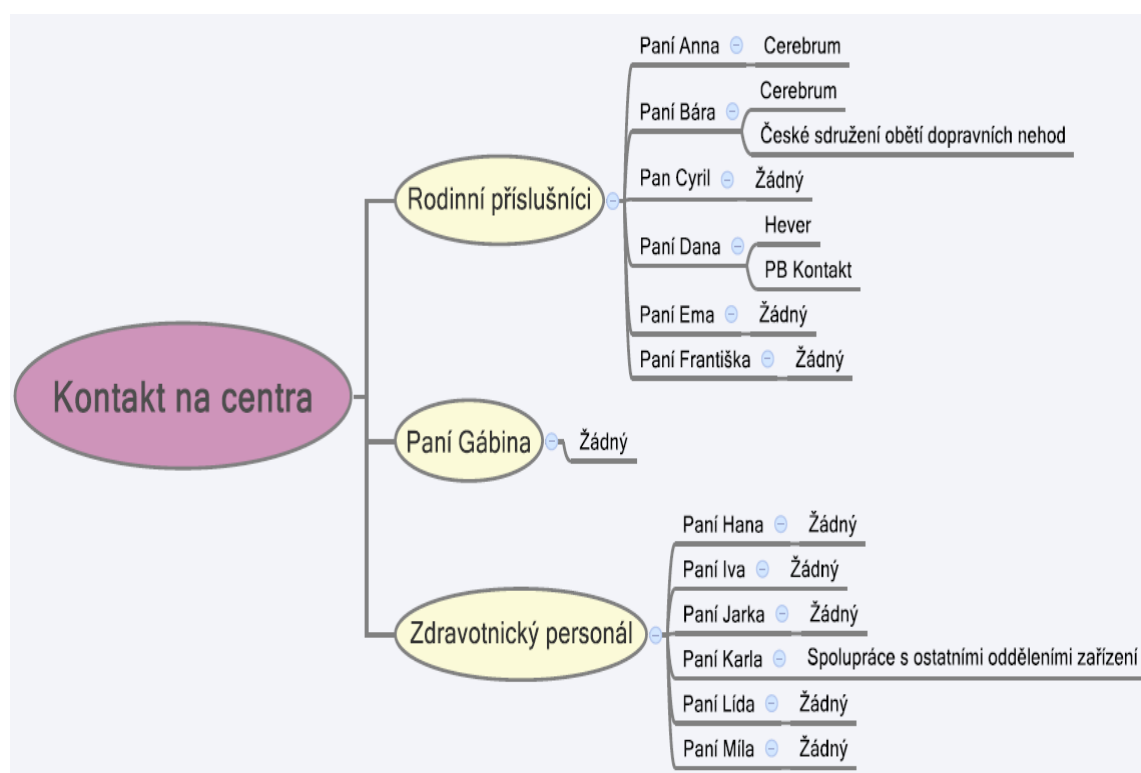 Kontakt na centra
Rodinní příslušníci
Paní Anna
Cerebrum
Paní Bára
Cerebrum
České sdružení obětí dopravních nehod
Pan Cyril
Žádný
Paní Dana
Hever
PB Kontakt
Paní Ema
Žádný
Paní Františka
Žádný
Paní Gábina
Žádný
Zdravotnický personál
Paní Hana
Žádný
Paní Iva
Žádný
Paní Jarka
Žádný
Paní Karla
Spolupráce s ostatními odděleními zařízení
Paní Lída
Žádný
Paní Míla
Žádný